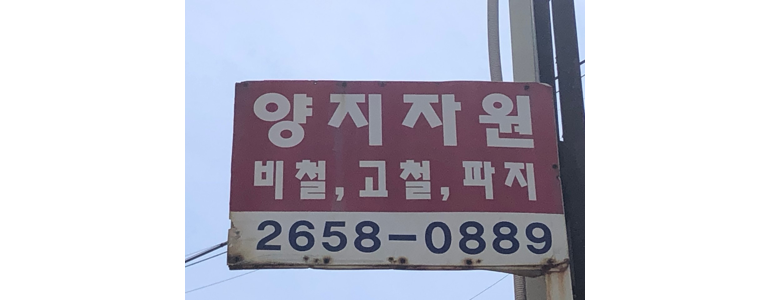 양지자원
비철, 고철, 파지
2658-0889